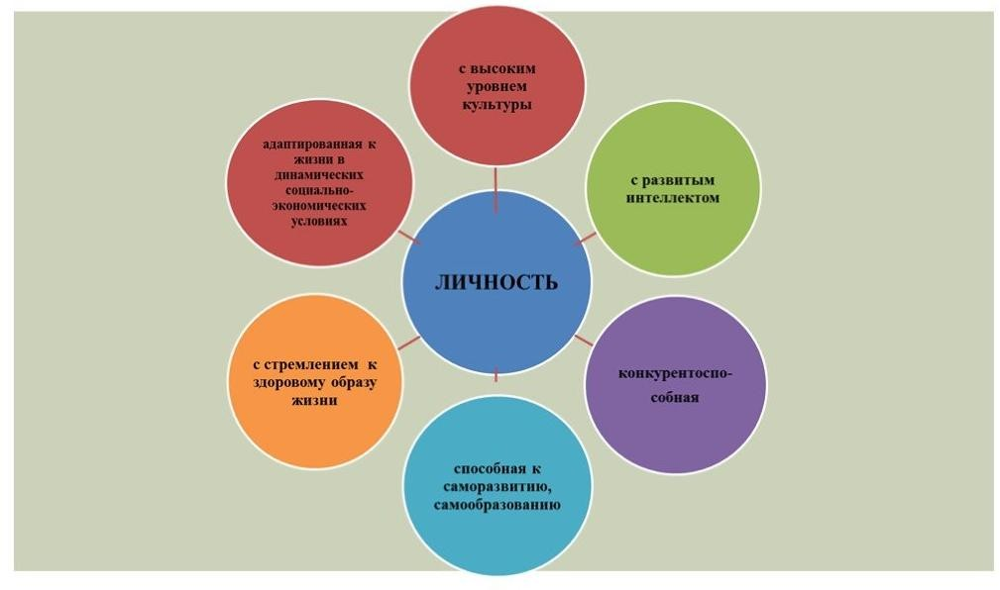 с высоким
уровнем
культуры
с развитым
интеллектом
конкурентоспо-
собная
способная к
саморазвитию,
самообразованию
с стремлением к
здоровому образу
жизни
адаптированная к
жизни в
динамических
социально-
экономических
условиях
ЛИЧНОСТЬ